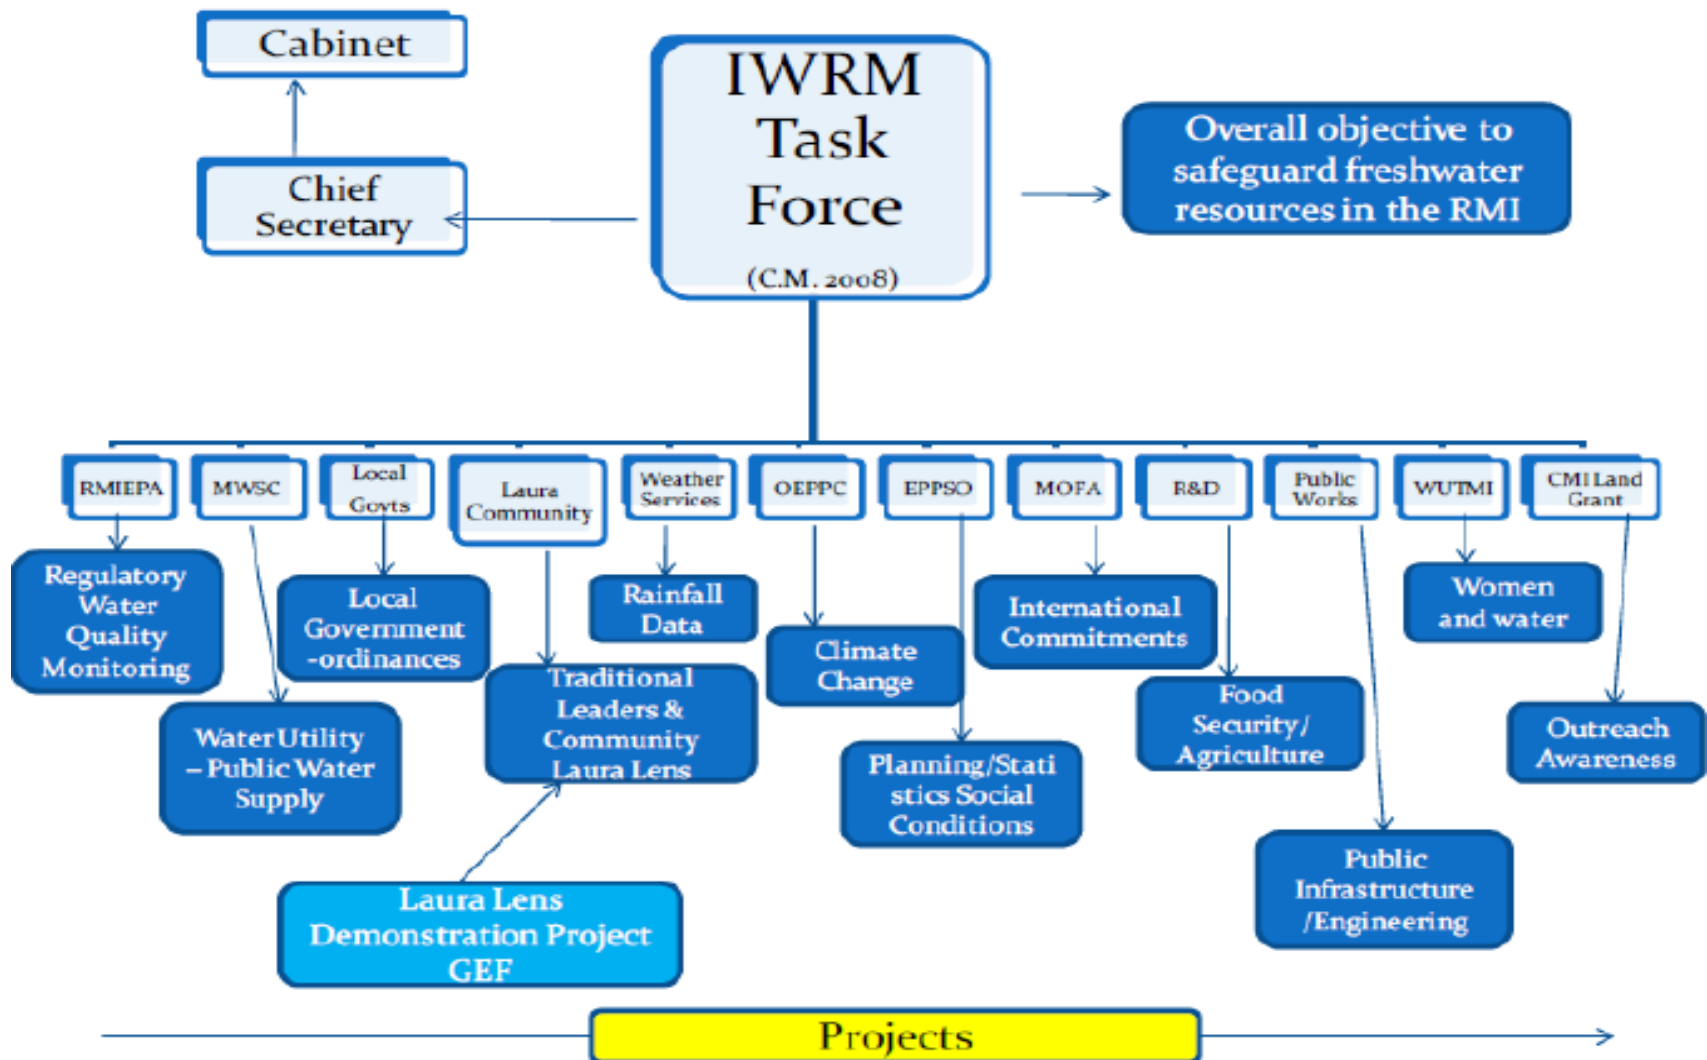 Cabinet
Chief
Secretary
IWRM
Task
Force
(C.M. 2008)
Overall objective to
safeguard freshwater
resources in the RMI
RMIEPA
MWSC
Local
Govts
Laura
Community
Weather
Services
OEPPC
EPPSO
MOFA
R&D
Public
Works
WUTMI
CMI Land
Grant
Regulatory
Water
Quality
Monitoring
Water Utility
– Public Water
Supply
Local
Government
-ordinances
Traditional
Leaders &
Community
Laura Lens
Rainfall
Data
Climate
Change
Planning/Stati
stics Social
Conditions
International
Commitments
Food
Security/
Agriculture
Public
Infrastructure
/Engineering
Women
and water
Outreach
Awareness
Laura Lens
Demonstration Project
GEF
Projects